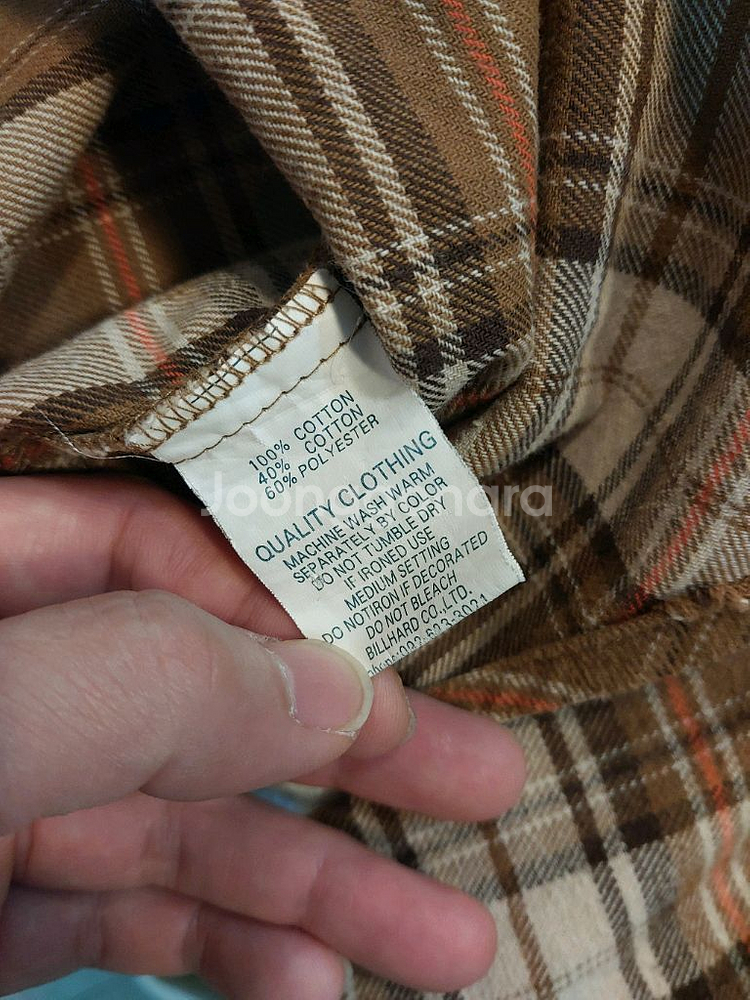 100% COTTON
40% COTTON
60% POLYESTER
QUALITY CLOTHING
MACHINE WASH WARM
SEPARATELY BY COLOR
DO NOT TUMBLE DRY
IF IRONED USE
MEDIUM SETTING
DO NOT IRON IF DECORATED
DO NOT BLEACH
BILLHARD CO.,LTD.